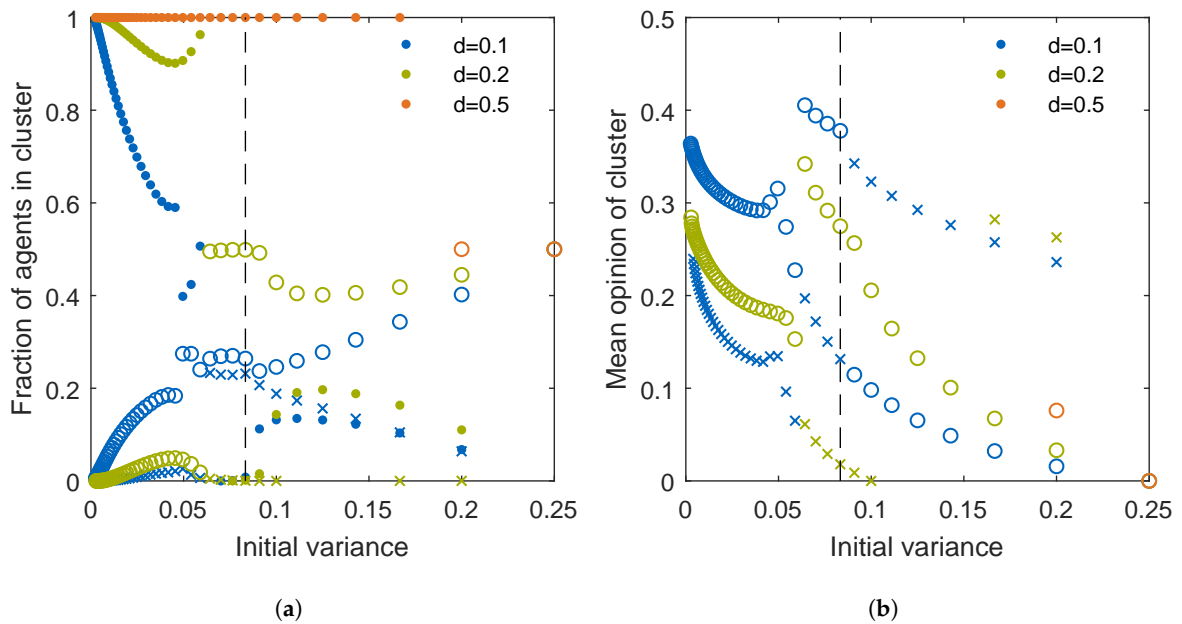 Fraction of agents in cluster
1
0.8
0.6
0.4
0.2
0
0
0.05
0.1
0.15
0.2
0.25
Initial variance
d=0.1
d=0.2
d=0.5
(a)
Mean opinion of cluster
0.5
0.4
0.3
0.2
0.1
0
0
0.05
0.1
0.15
0.2
0.25
Initial variance
d=0.1
d=0.2
d=0.5
(b)